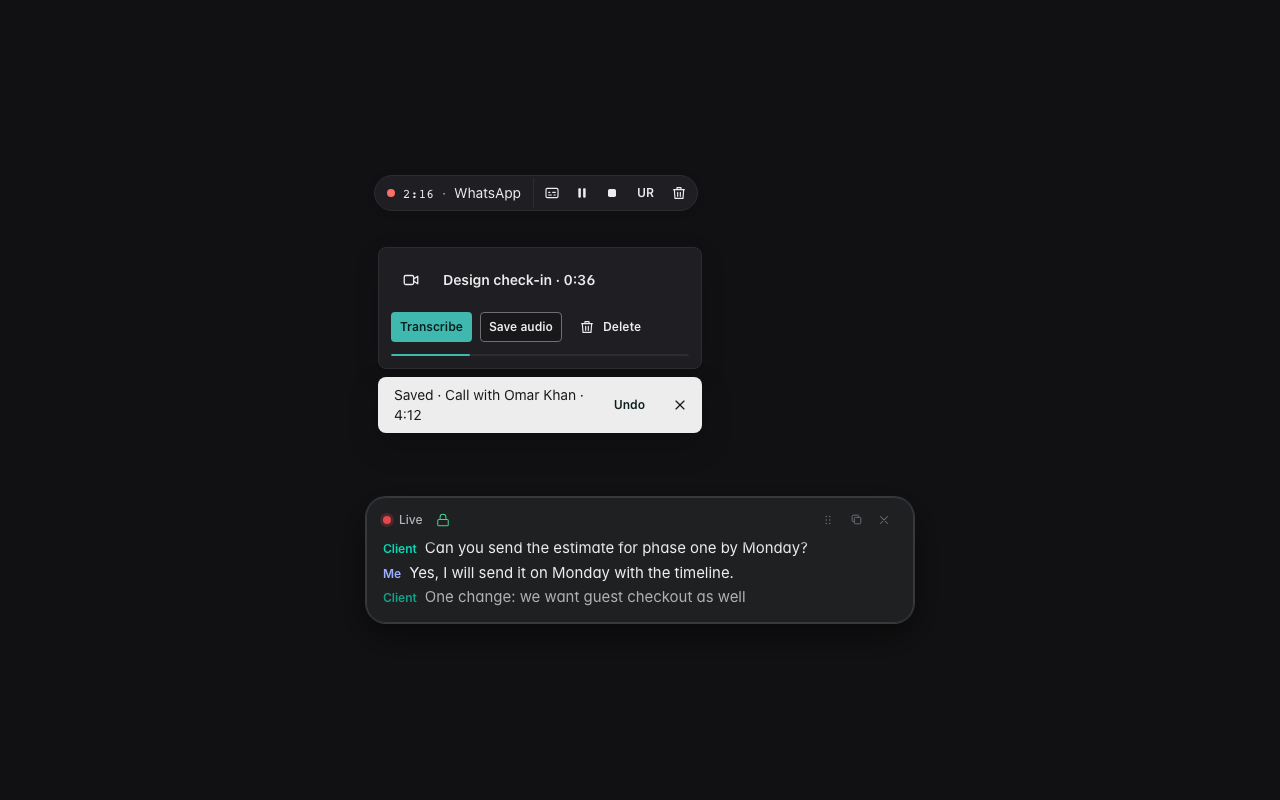 2:16 · WhatsApp UR
Design check-in · 0:36
Transcribe Save audio Delete
Saved · Call with Omar Khan · 4:12
Undo
Live
Client Can you send the estimate for phase one by Monday?
Me Yes, I will send it on Monday with the timeline.
Client One change: we want guest checkout as well